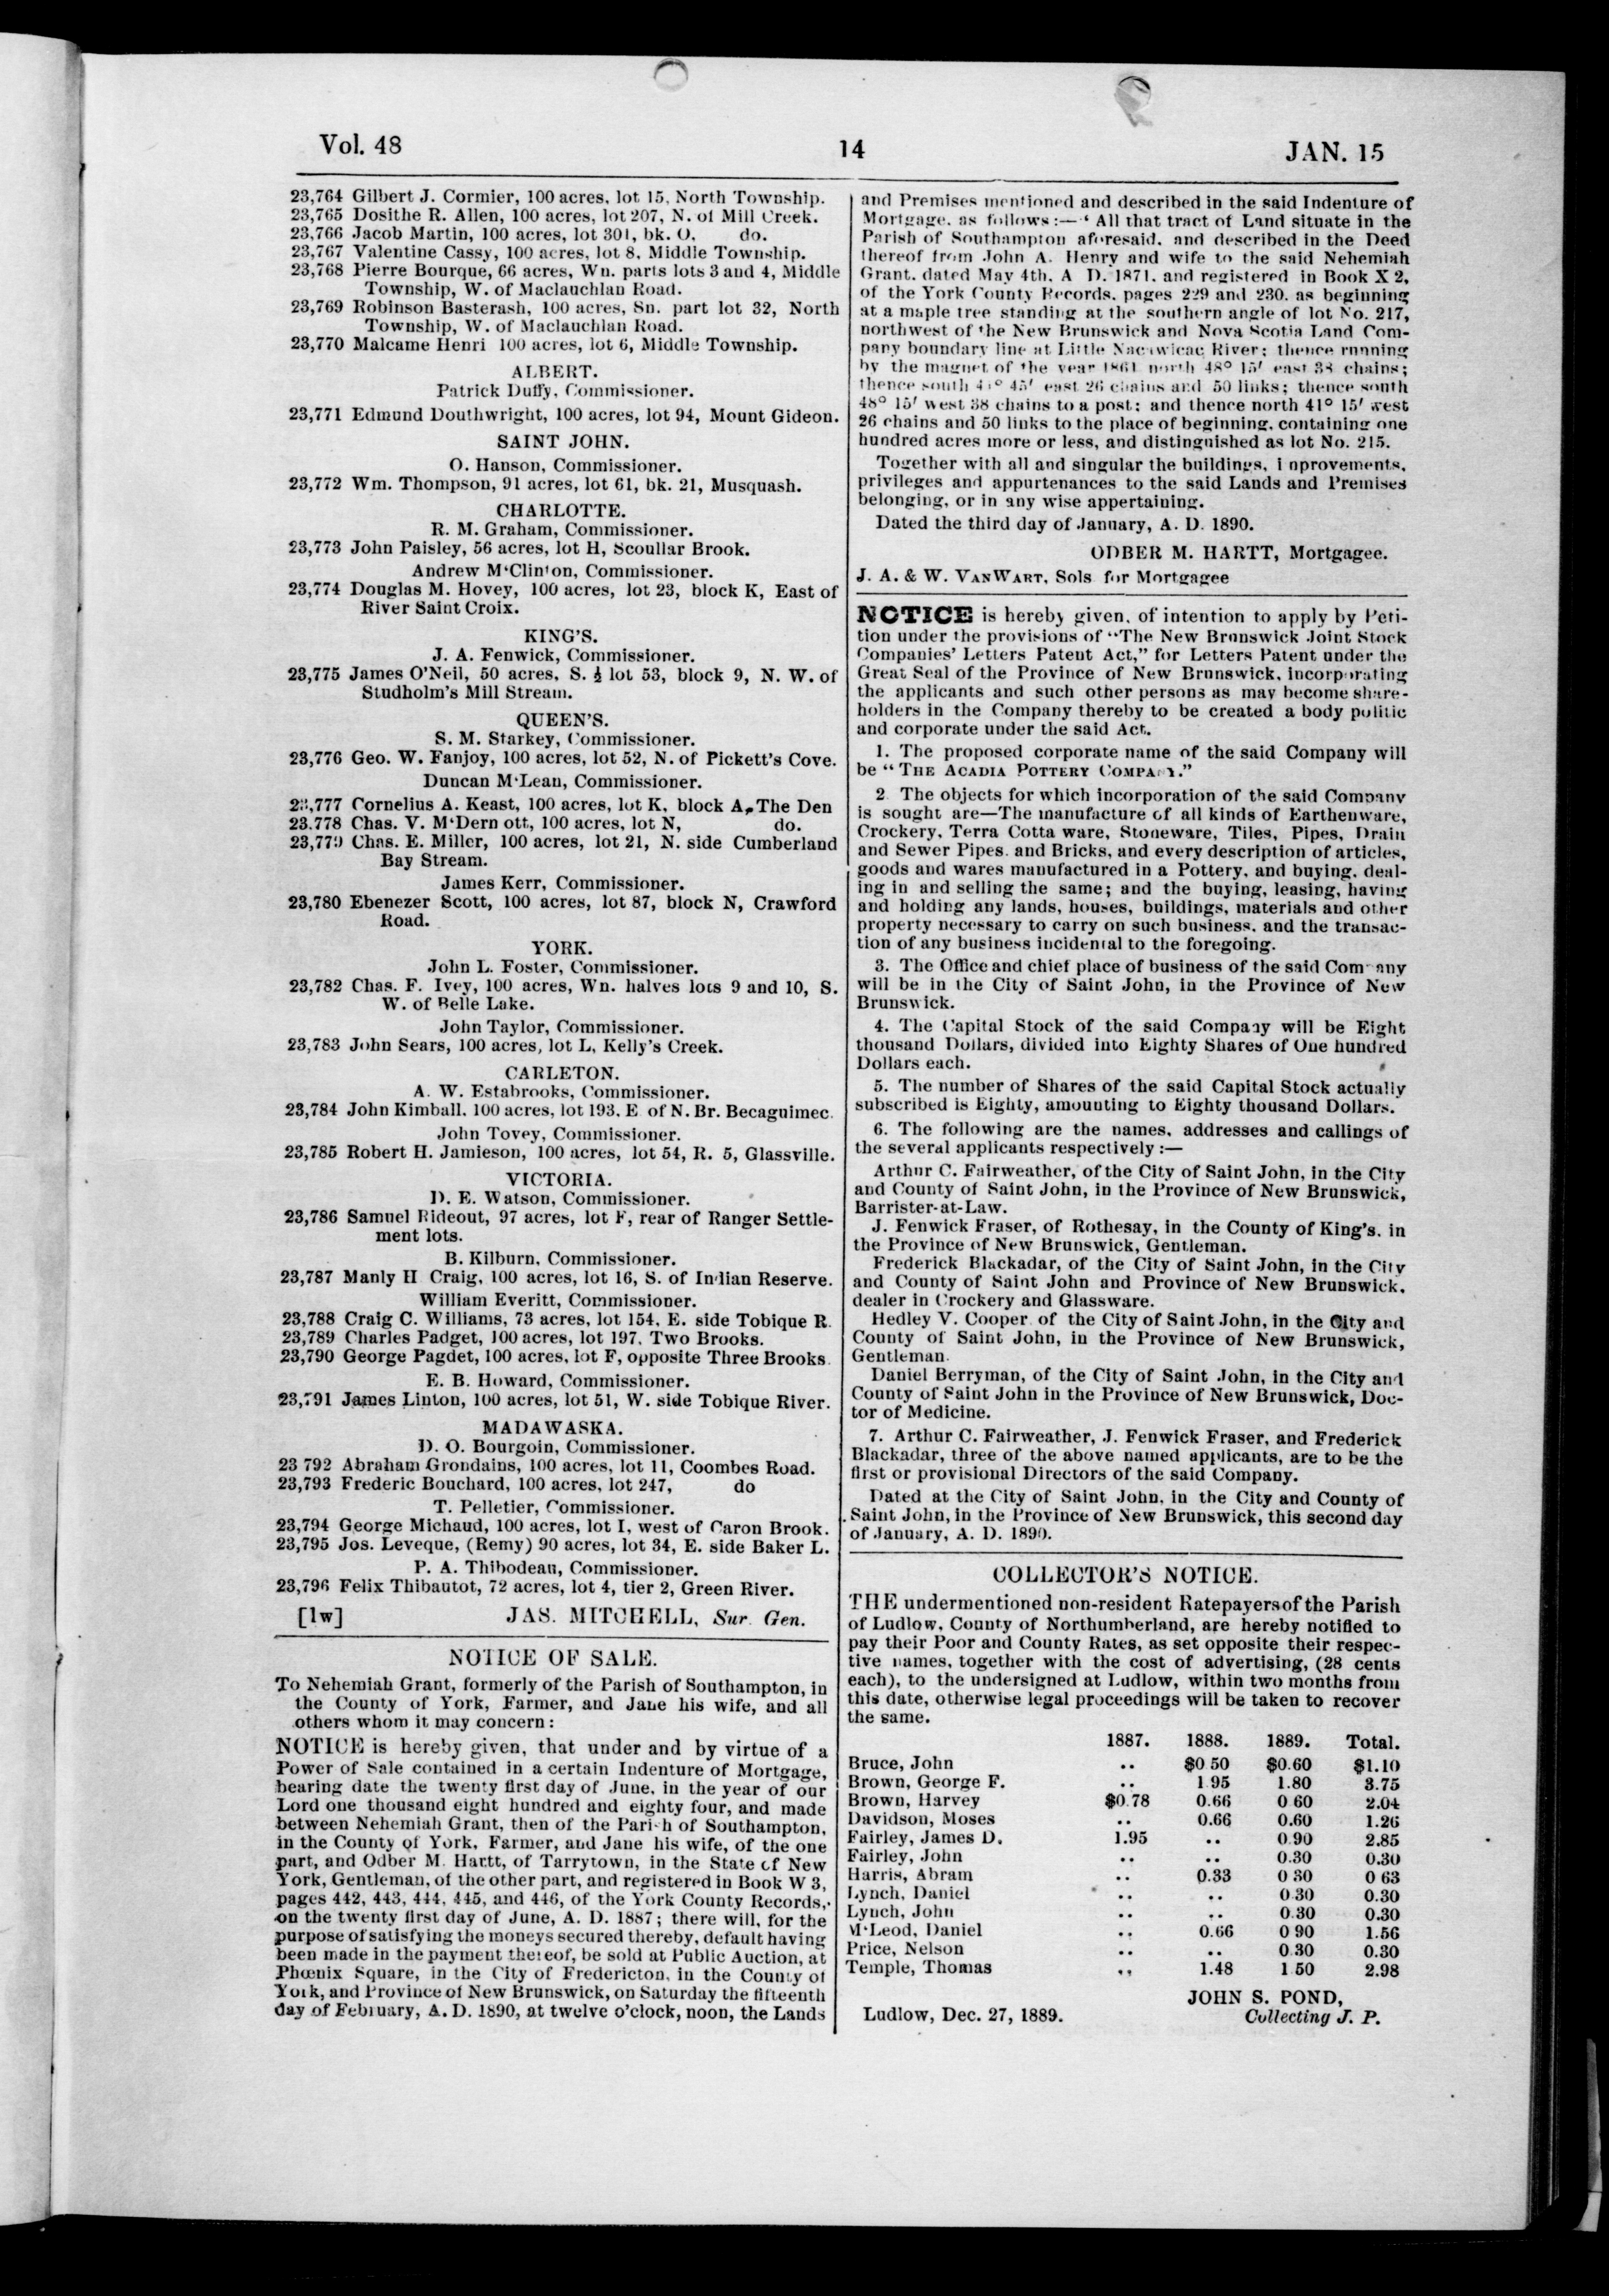 Vol. 48
14
JAN. 15
23,764 Gilbert J. Cormier, 100 acres, lot 15, North Township.
23,765 Dosithe R. Allen, 100 acres, lot 207, N. of Mill Creek.
23,766 Jacob Martin, 100 acres, lot 301, bk. O, do.
23,767 Valentine Cassy, 100 acres, lot 8, Middle Township.
23,768 Pierre Bourque, 66 acres, Wn. parts lots 3 and 4, Middle
Township, W. of Maclauchlan Road.
23,769 Robinson Basterash, 100 acres, Sn. part lot 32, North
Township, W. of Maclauchlan Road.
23,770 Malcame Henri 100 acres, lot 6, Middle Township.
ALBERT.
Patrick Duffy, Commissioner.
23,771 Edmund Douthwright, 100 acres, lot 94, Mount Gideon.
SAINT JOHN.
O. Hanson, Commissioner.
23,772 Wm. Thompson, 91 acres, lot 61, bk. 21, Musquash.
CHARLOTTE.
R. M. Graham, Commissioner.
23,773 John Paisley, 56 acres, lot H, Scoullar Brook.
Andrew M'Clinton, Commissioner.
23,774 Douglas M. Hovey, 100 acres, lot 23, block K, East of
River Saint Croix.
KING'S.
J. A. Fenwick, Commissioner.
23,775 James O'Neil, 50 acres, S. ½ lot 53, block 9, N. W. of
Studholm's Mill Stream.
QUEEN'S.
S. M. Starkey, Commissioner.
23,776 Geo. W. Fanjoy, 100 acres, lot 52, N. of Pickett's Cove.
Duncan M'Lean, Commissioner.
23,777 Cornelius A. Keast, 100 acres, lot K, block A, The Den
23,778 Chas. V. M'Dern ott, 100 acres, lot N, do.
23,779 Chas. E. Miller, 100 acres, lot 21, N. side Cumberland
Bay Stream.
James Kerr, Commissioner.
23,780 Ebenezer Scott, 100 acres, lot 87, block N, Crawford
Road.
YORK.
John L. Foster, Commissioner.
23,782 Chas. F. Ivey, 100 acres, Wn. halves lots 9 and 10, S.
W. of Belle Lake.
John Taylor, Commissioner.
23,783 John Sears, 100 acres, lot L, Kelly's Creek.
CARLETON.
A. W. Estabrooks, Commissioner.
23,784 John Kimball, 100 acres, lot 193, E of N. Br. Becaguimec.
John Tovey, Commissioner.
23,785 Robert H. Jamieson, 100 acres, lot 54, R. 5, Glassville.
VICTORIA.
D. E. Watson, Commissioner.
23,786 Samuel Rideout, 97 acres, lot F, rear of Ranger Settle-
ment lots.
B. Kilburn, Commissioner.
23,787 Manly H Craig, 100 acres, lot 16, S. of Indian Reserve.
William Everitt, Commissioner.
23,788 Craig C. Williams, 73 acres, lot 154, E. side Tobique R.
23,789 Charles Padget, 100 acres, lot 197, Two Brooks.
23,790 George Pagdet, 100 acres, lot F, opposite Three Brooks.
E. B. Howard, Commissioner.
23,791 James Linton, 100 acres, lot 51, W. side Tobique River.
MADAWASKA.
D. O. Bourgoin, Commissioner.
23 792 Abraham Grondains, 100 acres, lot 11, Coombes Road.
23,793 Frederic Bouchard, 100 acres, lot 247, do
T. Pelletier, Commissioner.
23,794 George Michaud, 100 acres, lot I, west of Caron Brook.
23,795 Jos. Leveque, (Remy) 90 acres, lot 34, E. side Baker L.
P. A. Thibodeau, Commissioner.
23,796 Felix Thibautot, 72 acres, lot 4, tier 2, Green River.
[1w] JAS. MITCHELL, Sur. Gen.
NOTICE OF SALE.
To Nehemiah Grant, formerly of the Parish of Southampton, in
the County of York, Farmer, and Jane his wife, and all
others whom it may concern:
NOTICE is hereby given, that under and by virtue of a
Power of Sale contained in a certain Indenture of Mortgage,
bearing date the twenty first day of June, in the year of our
Lord one thousand eight hundred and eighty four, and made
between Nehemiah Grant, then of the Parish of Southampton,
in the County of York, Farmer, and Jane his wife, of the one
part, and Odber M. Hartt, of Tarrytown, in the State of New
York, Gentleman, of the other part, and registered in Book W 3,
pages 442, 443, 444, 445, and 446, of the York County Records,
on the twenty first day of June, A. D. 1887; there will, for the
purpose of satisfying the moneys secured thereby, default having
been made in the payment thereof, be sold at Public Auction, at
Phœnix Square, in the City of Fredericton, in the County of
York, and Province of New Brunswick, on Saturday the fifteenth
day of February, A. D. 1890, at twelve o'clock, noon, the Lands
and Premises mentioned and described in the said Indenture of
Mortgage, as follows:—' All that tract of Land situate in the
Parish of Southampton aforesaid, and described in the Deed
thereof from John A. Henry and wife to the said Nehemiah
Grant, dated May 4th, A D. 1871, and registered in Book X 2,
of the York County Records, pages 229 and 230, as beginning
at a maple tree standing at the southern angle of lot No. 217,
northwest of the New Brunswick and Nova Scotia Land Com-
pany boundary line at Little Nacawicac River; thence running
by the magnet of the year 1861 north 48° 15′ east 38 chains;
thence south 45′ east 26 chains and 50 links; thence south
48° 15′ west 38 chains to a post; and thence north 41° 15′ west
26 chains and 50 links to the place of beginning, containing one
hundred acres more or less, and distinguished as lot No. 215.
Together with all and singular the buildings, i nprovements,
privileges and appurtenances to the said Lands and Premises
belonging, or in any wise appertaining.
Dated the third day of January, A. D. 1890.
ODBER M. HARTT, Mortgagee.
J. A. & W. VANWART, Sols for Mortgagee
NOTICE is hereby given, of intention to apply by Peti-
tion under the provisions of "The New Brunswick Joint Stock
Companies' Letters Patent Act," for Letters Patent under the
Great Seal of the Province of New Brunswick, incorporating
the applicants and such other persons as may become share-
holders in the Company thereby to be created a body politic
and corporate under the said Act.
1. The proposed corporate name of the said Company will
be "THE ACADIA POTTERY COMPANY."
2 The objects for which incorporation of the said Company
is sought are—The manufacture of all kinds of Earthenware,
Crockery, Terra Cotta ware, Stoneware, Tiles, Pipes, Drain
and Sewer Pipes, and Bricks, and every description of articles,
goods and wares manufactured in a Pottery, and buying, deal-
ing in and selling the same; and the buying, leasing, having
and holding any lands, houses, buildings, materials and other
property necessary to carry on such business, and the transac-
tion of any business incidental to the foregoing.
3. The Office and chief place of business of the said Company
will be in the City of Saint John, in the Province of New
Brunswick.
4. The Capital Stock of the said Company will be Eight
thousand Dollars, divided into Eighty Shares of One hundred
Dollars each.
5. The number of Shares of the said Capital Stock actually
subscribed is Eighty, amounting to Eighty thousand Dollars.
6. The following are the names, addresses and callings of
the several applicants respectively :—
Arthur C. Fairweather, of the City of Saint John, in the City
and County of Saint John, in the Province of New Brunswick,
Barrister-at-Law.
J. Fenwick Fraser, of Rothesay, in the County of King's, in
the Province of New Brunswick, Gentleman.
Frederick Blackadar, of the City of Saint John, in the City
and County of Saint John and Province of New Brunswick,
dealer in Crockery and Glassware.
Hedley V. Cooper of the City of Saint John, in the City and
County of Saint John, in the Province of New Brunswick,
Gentleman.
Daniel Berryman, of the City of Saint John, in the City and
County of Saint John in the Province of New Brunswick, Doc-
tor of Medicine.
7. Arthur C. Fairweather, J. Fenwick Fraser, and Frederick
Blackadar, three of the above named applicants, are to be the
first or provisional Directors of the said Company.
Dated at the City of Saint John, in the City and County of
Saint John, in the Province of New Brunswick, this second day
of January, A. D. 1890.
COLLECTOR'S NOTICE.
THE undermentioned non-resident Ratepayers of the Parish
of Ludlow, County of Northumberland, are hereby notified to
pay their Poor and County Rates, as set opposite their respec-
tive names, together with the cost of advertising, (28 cents
each), to the undersigned at Ludlow, within two months from
this date, otherwise legal proceedings will be taken to recover
the same.
1887. 1888. 1889. Total.
Bruce, John .. $0 50 $0.60 $1.10
Brown, George F. .. 1.95 1.80 3.75
Brown, Harvey $0.78 0.66 0 60 2.04
Davidson, Moses .. 0.66 0.60 1.26
Fairley, James D. 1.95 .. 0.90 2.85
Fairley, John .. .. 0.30 0.30
Harris, Abram .. 0.33 0 30 0 63
Lynch, Daniel .. .. 0 30 0.30
Lynch, John .. .. 0.30 0.30
M'Leod, Daniel .. 0.66 0 90 1.56
Price, Nelson .. .. 0.30 0.30
Temple, Thomas .. 1.48 1 50 2.98
JOHN S. POND,
Ludlow, Dec. 27, 1889. Collecting J. P.